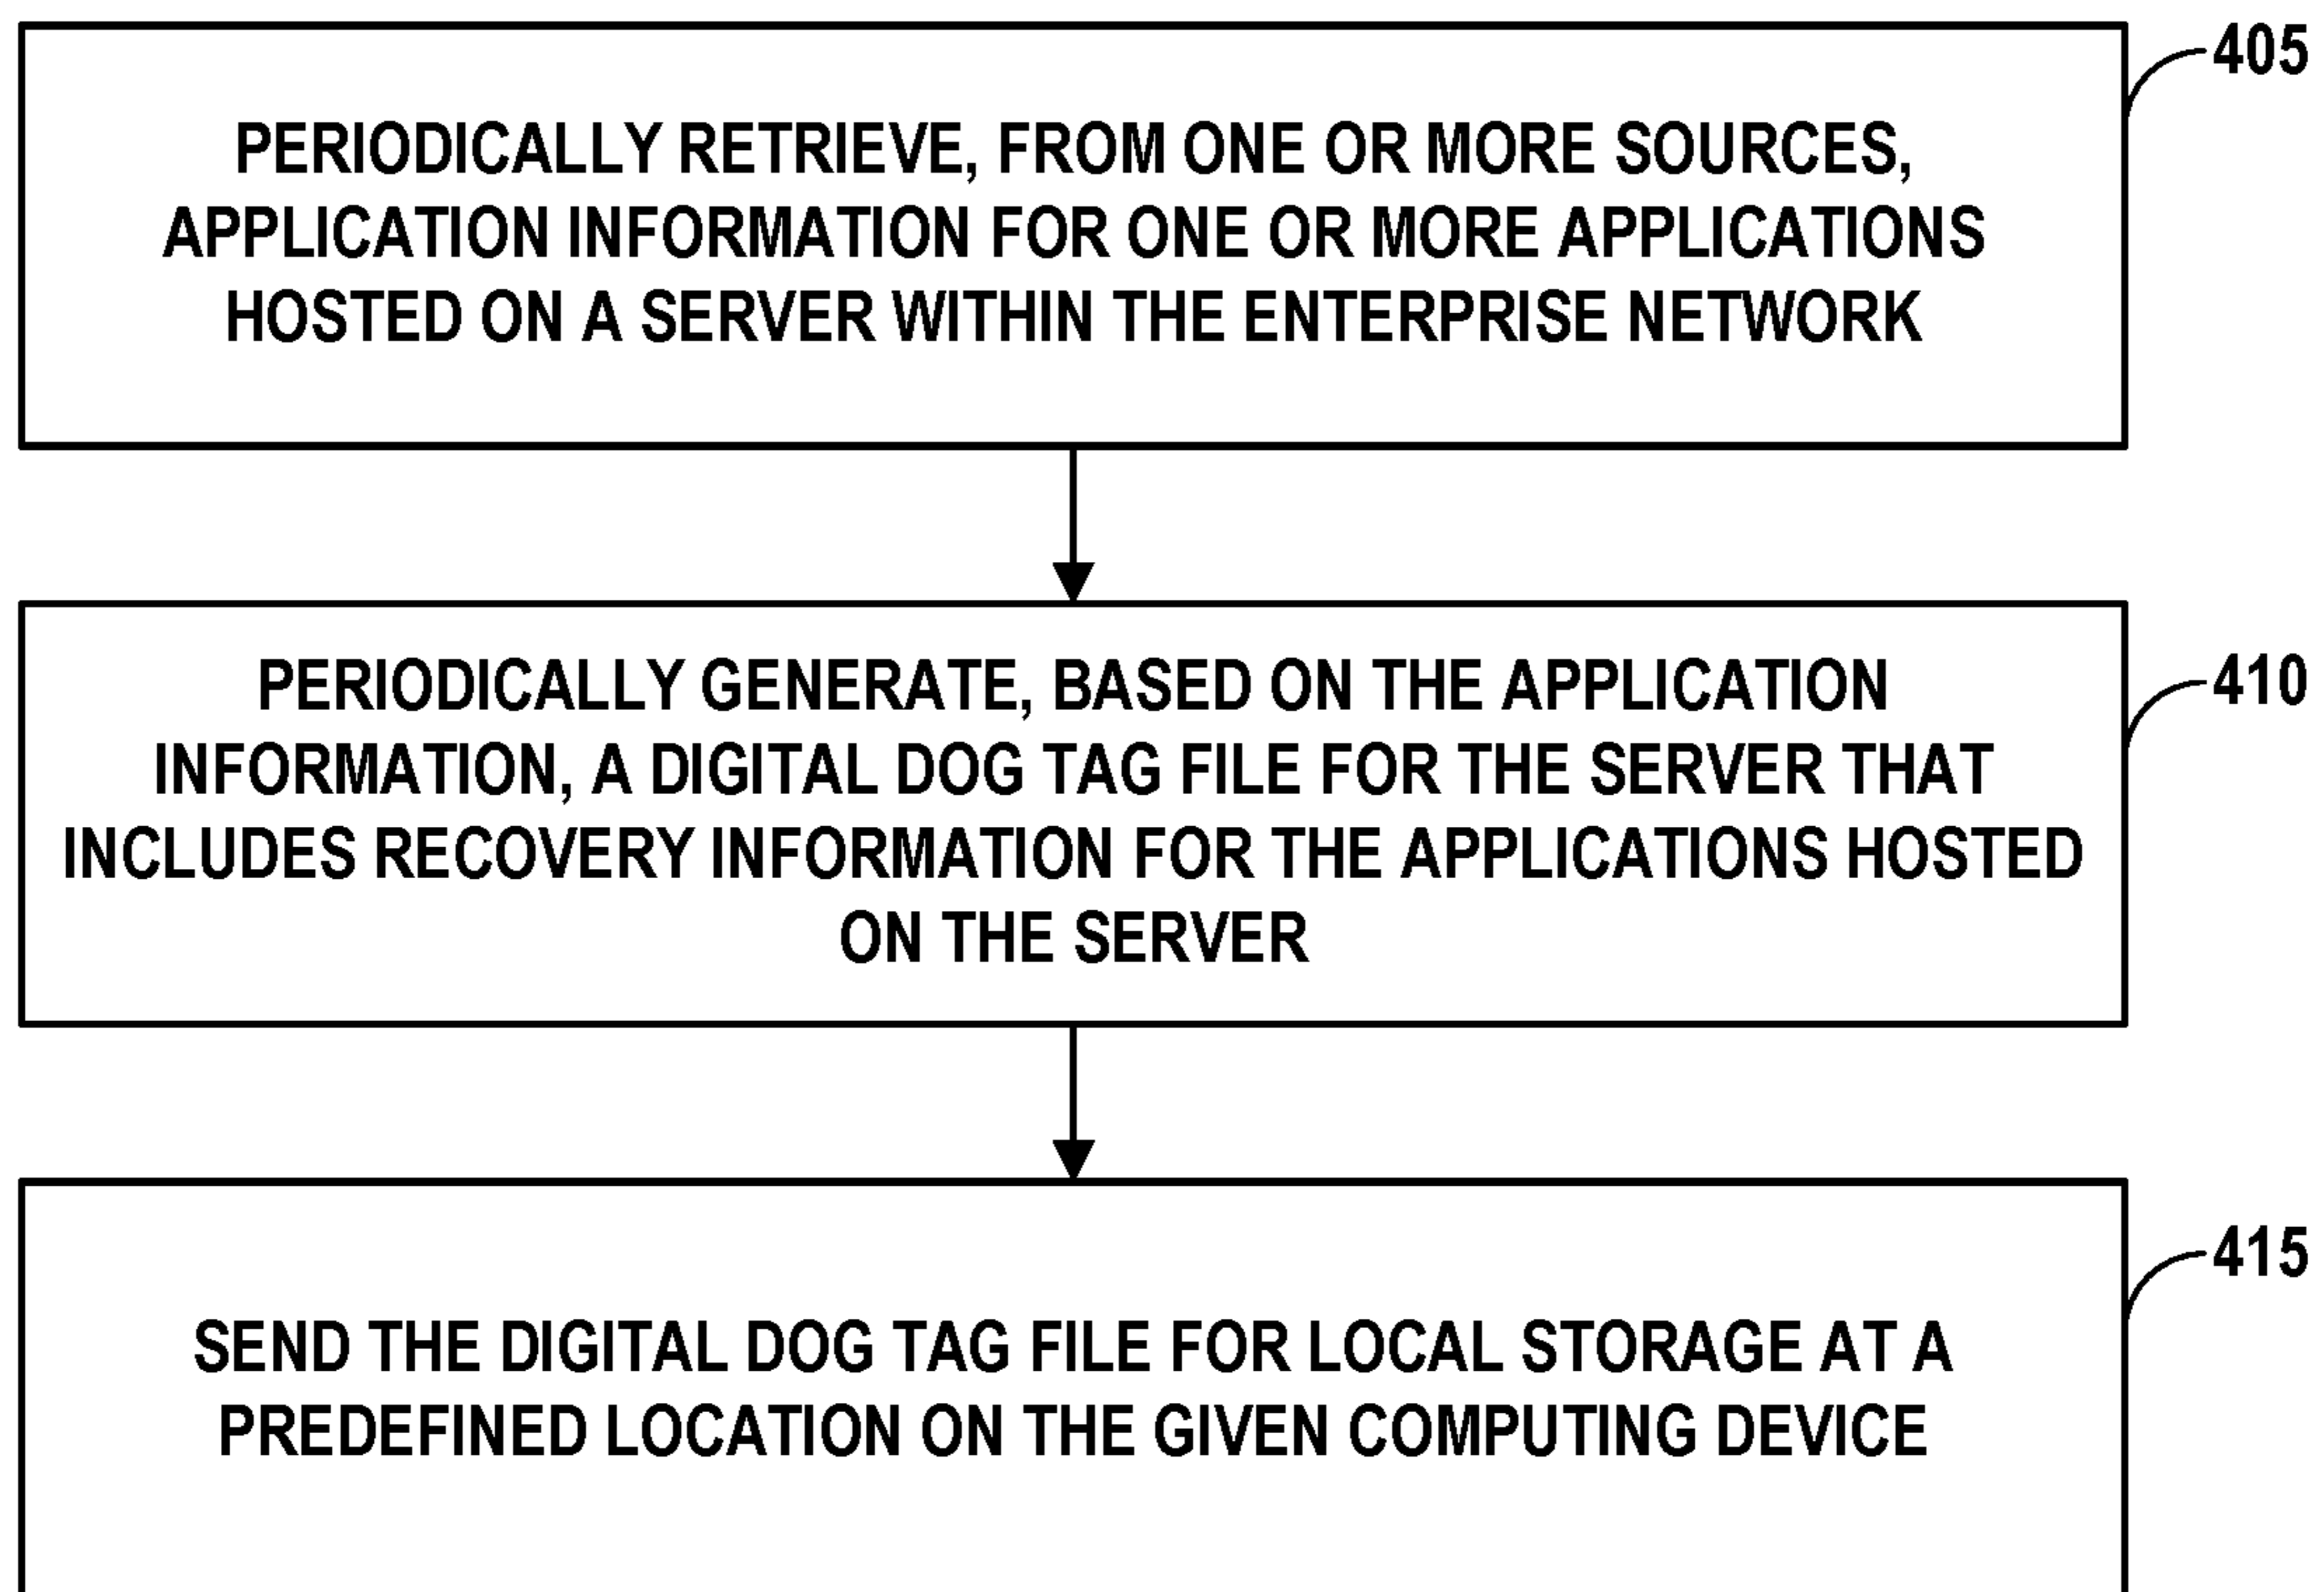 405
PERIODICALLY RETRIEVE, FROM ONE OR MORE SOURCES,
APPLICATION INFORMATION FOR ONE OR MORE APPLICATIONS
HOSTED ON A SERVER WITHIN THE ENTERPRISE NETWORK
410
PERIODICALLY GENERATE, BASED ON THE APPLICATION
INFORMATION, A DIGITAL DOG TAG FILE FOR THE SERVER THAT
INCLUDES RECOVERY INFORMATION FOR THE APPLICATIONS HOSTED
ON THE SERVER
415
SEND THE DIGITAL DOG TAG FILE FOR LOCAL STORAGE AT A
PREDEFINED LOCATION ON THE GIVEN COMPUTING DEVICE